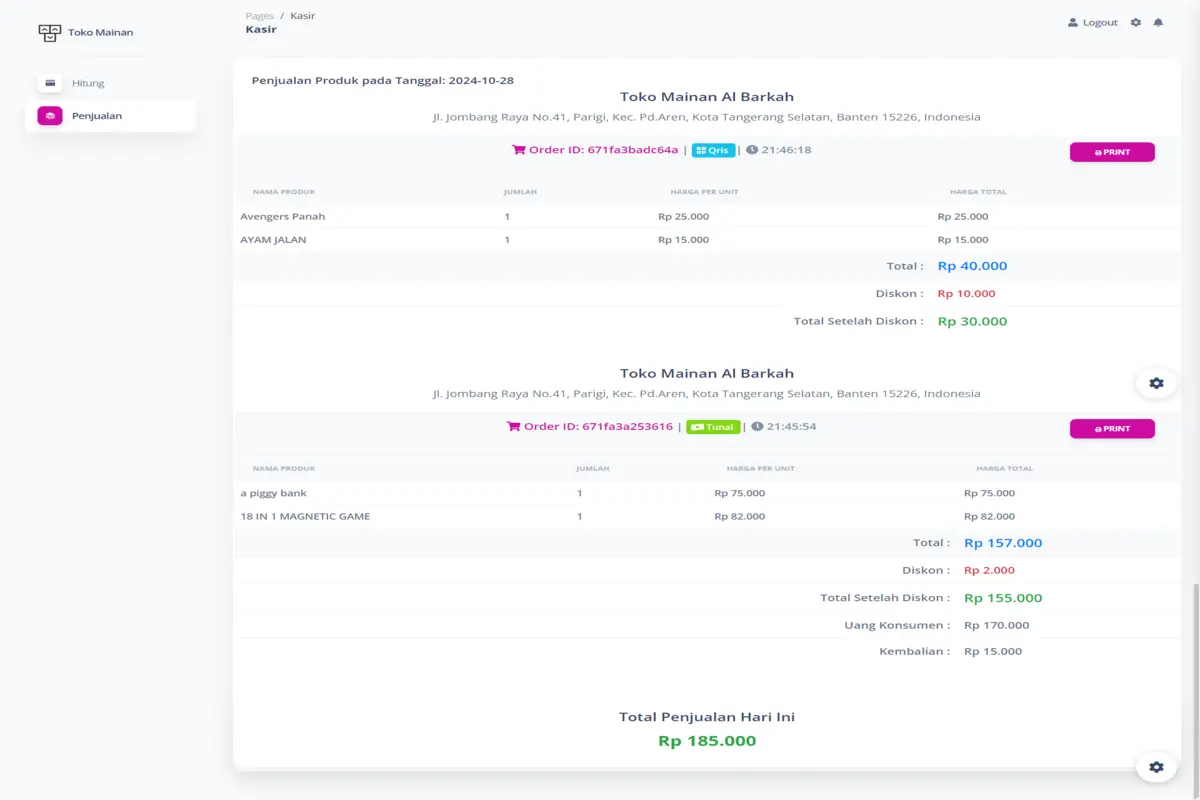 Toko Mainan
Pages / Kasir
Kasir
Logout
Hitung
Penjualan
Penjualan Produk pada Tanggal: 2024-10-28
Toko Mainan Al Barkah
Jl. Jombang Raya No.41, Parigi, Kec. Pd.Aren, Kota Tangerang Selatan, Banten 15226, Indonesia
Order ID: 671fa3badc64a | Qris | 21:46:18
PRINT
NAMA PRODUK JUMLAH HARGA PER UNIT HARGA TOTAL
Avengers Panah 1 Rp 25.000 Rp 25.000
AYAM JALAN 1 Rp 15.000 Rp 15.000
Total : Rp 40.000
Diskon : Rp 10.000
Total Setelah Diskon : Rp 30.000
Toko Mainan Al Barkah
Jl. Jombang Raya No.41, Parigi, Kec. Pd.Aren, Kota Tangerang Selatan, Banten 15226, Indonesia
Order ID: 671fa3a253616 | Tunai | 21:45:54
PRINT
NAMA PRODUK JUMLAH HARGA PER UNIT HARGA TOTAL
a piggy bank 1 Rp 75.000 Rp 75.000
18 IN 1 MAGNETIC GAME 1 Rp 82.000 Rp 82.000
Total : Rp 157.000
Diskon : Rp 2.000
Total Setelah Diskon : Rp 155.000
Uang Konsumen : Rp 170.000
Kembalian : Rp 15.000
Total Penjualan Hari Ini
Rp 185.000